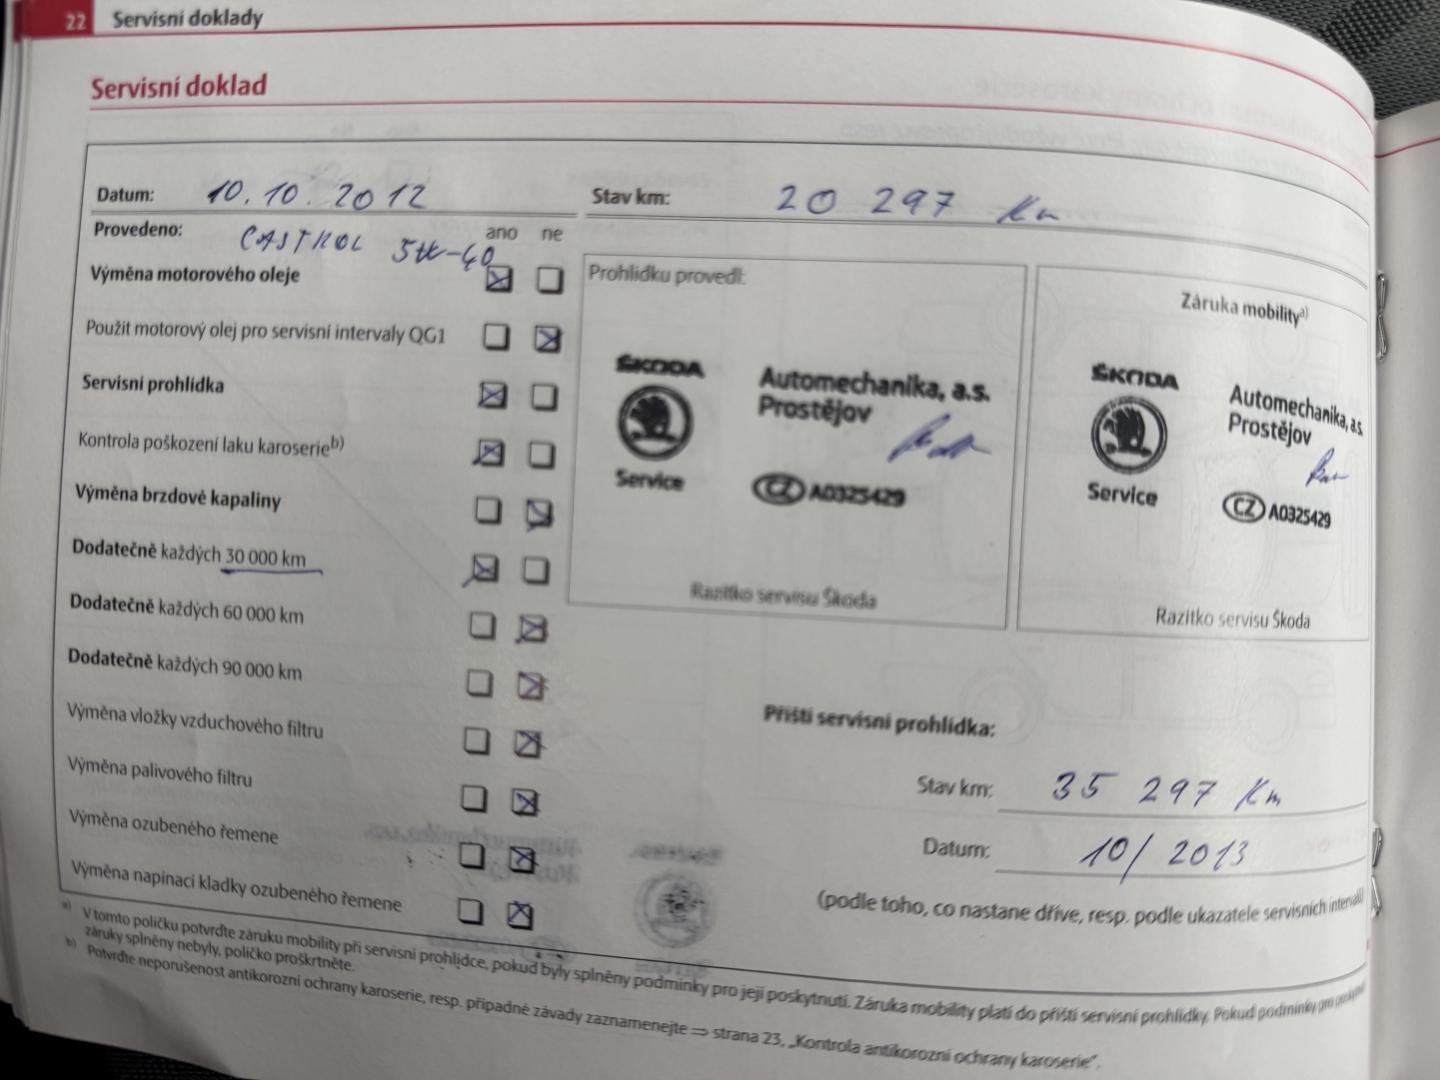 22 Servisní doklady
Servisní doklad
Datum: 10.10.2012 Stav km: 20 297 Km
Provedeno: CASTROL 5W-40 ano ne
Výměna motorového oleje
Použit motorový olej pro servisní intervaly QG1
Servisní prohlídka
Kontrola poškození laku karoserie b)
Výměna brzdové kapaliny
Dodatečně každých 30 000 km
Dodatečně každých 60 000 km
Dodatečně každých 90 000 km
Výměna vložky vzduchového filtru
Výměna palivového filtru
Výměna ozubeného řemene
Výměna napínací kladky ozubeného řemene
Prohlídku provedl:
ŠKODA
Service
Automechanika, a.s.
Prostějov
CZ A0325429
Razítko servisu Škoda
Záruka mobility a)
ŠKODA
Service
Automechanika, a.s.
Prostějov
CZ A0325429
Razítko servisu Škoda
Příští servisní prohlídka:
Stav km: 35 297 Km
Datum: 10/2013
(podle toho, co nastane dříve, resp. podle ukazatele servisních intervalů)
a) V tomto políčku potvrďte záruku mobility při servisní prohlídce, pokud byly splněny podmínky pro její poskytnutí. Záruka mobility platí do příští servisní prohlídky. Pokud podmínky pro
záruky splněny nebyly, políčko proškrtněte.
b) Potvrďte neporušenost antikorozní ochrany karoserie, resp. případné závady zaznamenejte ⇒ strana 23, „Kontrola antikorozní ochrany karoserie“.